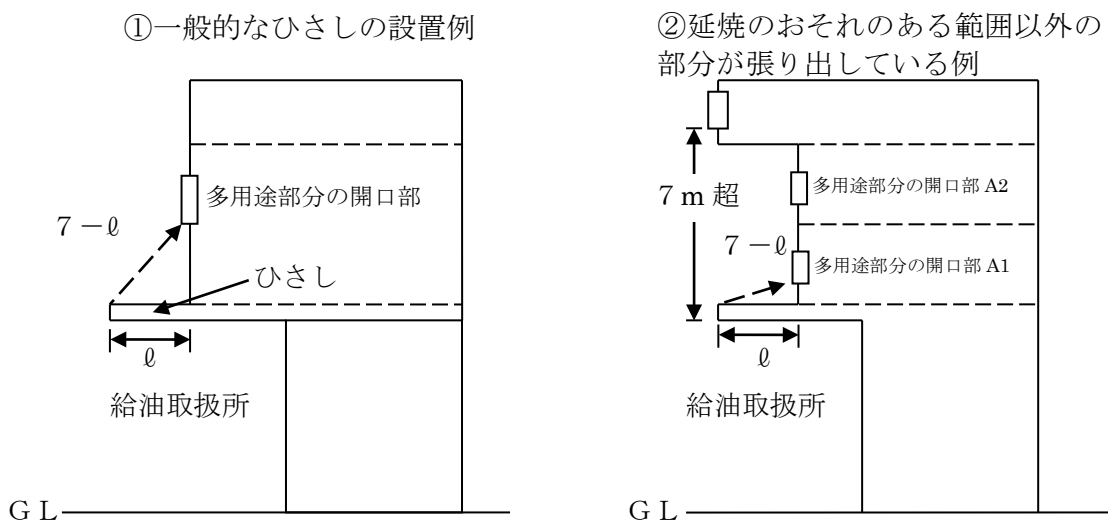 ①一般的なひさしの設置例
多用途部分の開口部
7－ℓ
ひさし
ℓ
給油取扱所
ＧＬ
②延焼のおそれのある範囲以外の
部分が張り出している例
7ｍ超
多用途部分の開口部 A2
7－ℓ
多用途部分の開口部 A1
ℓ
給油取扱所
ＧＬ